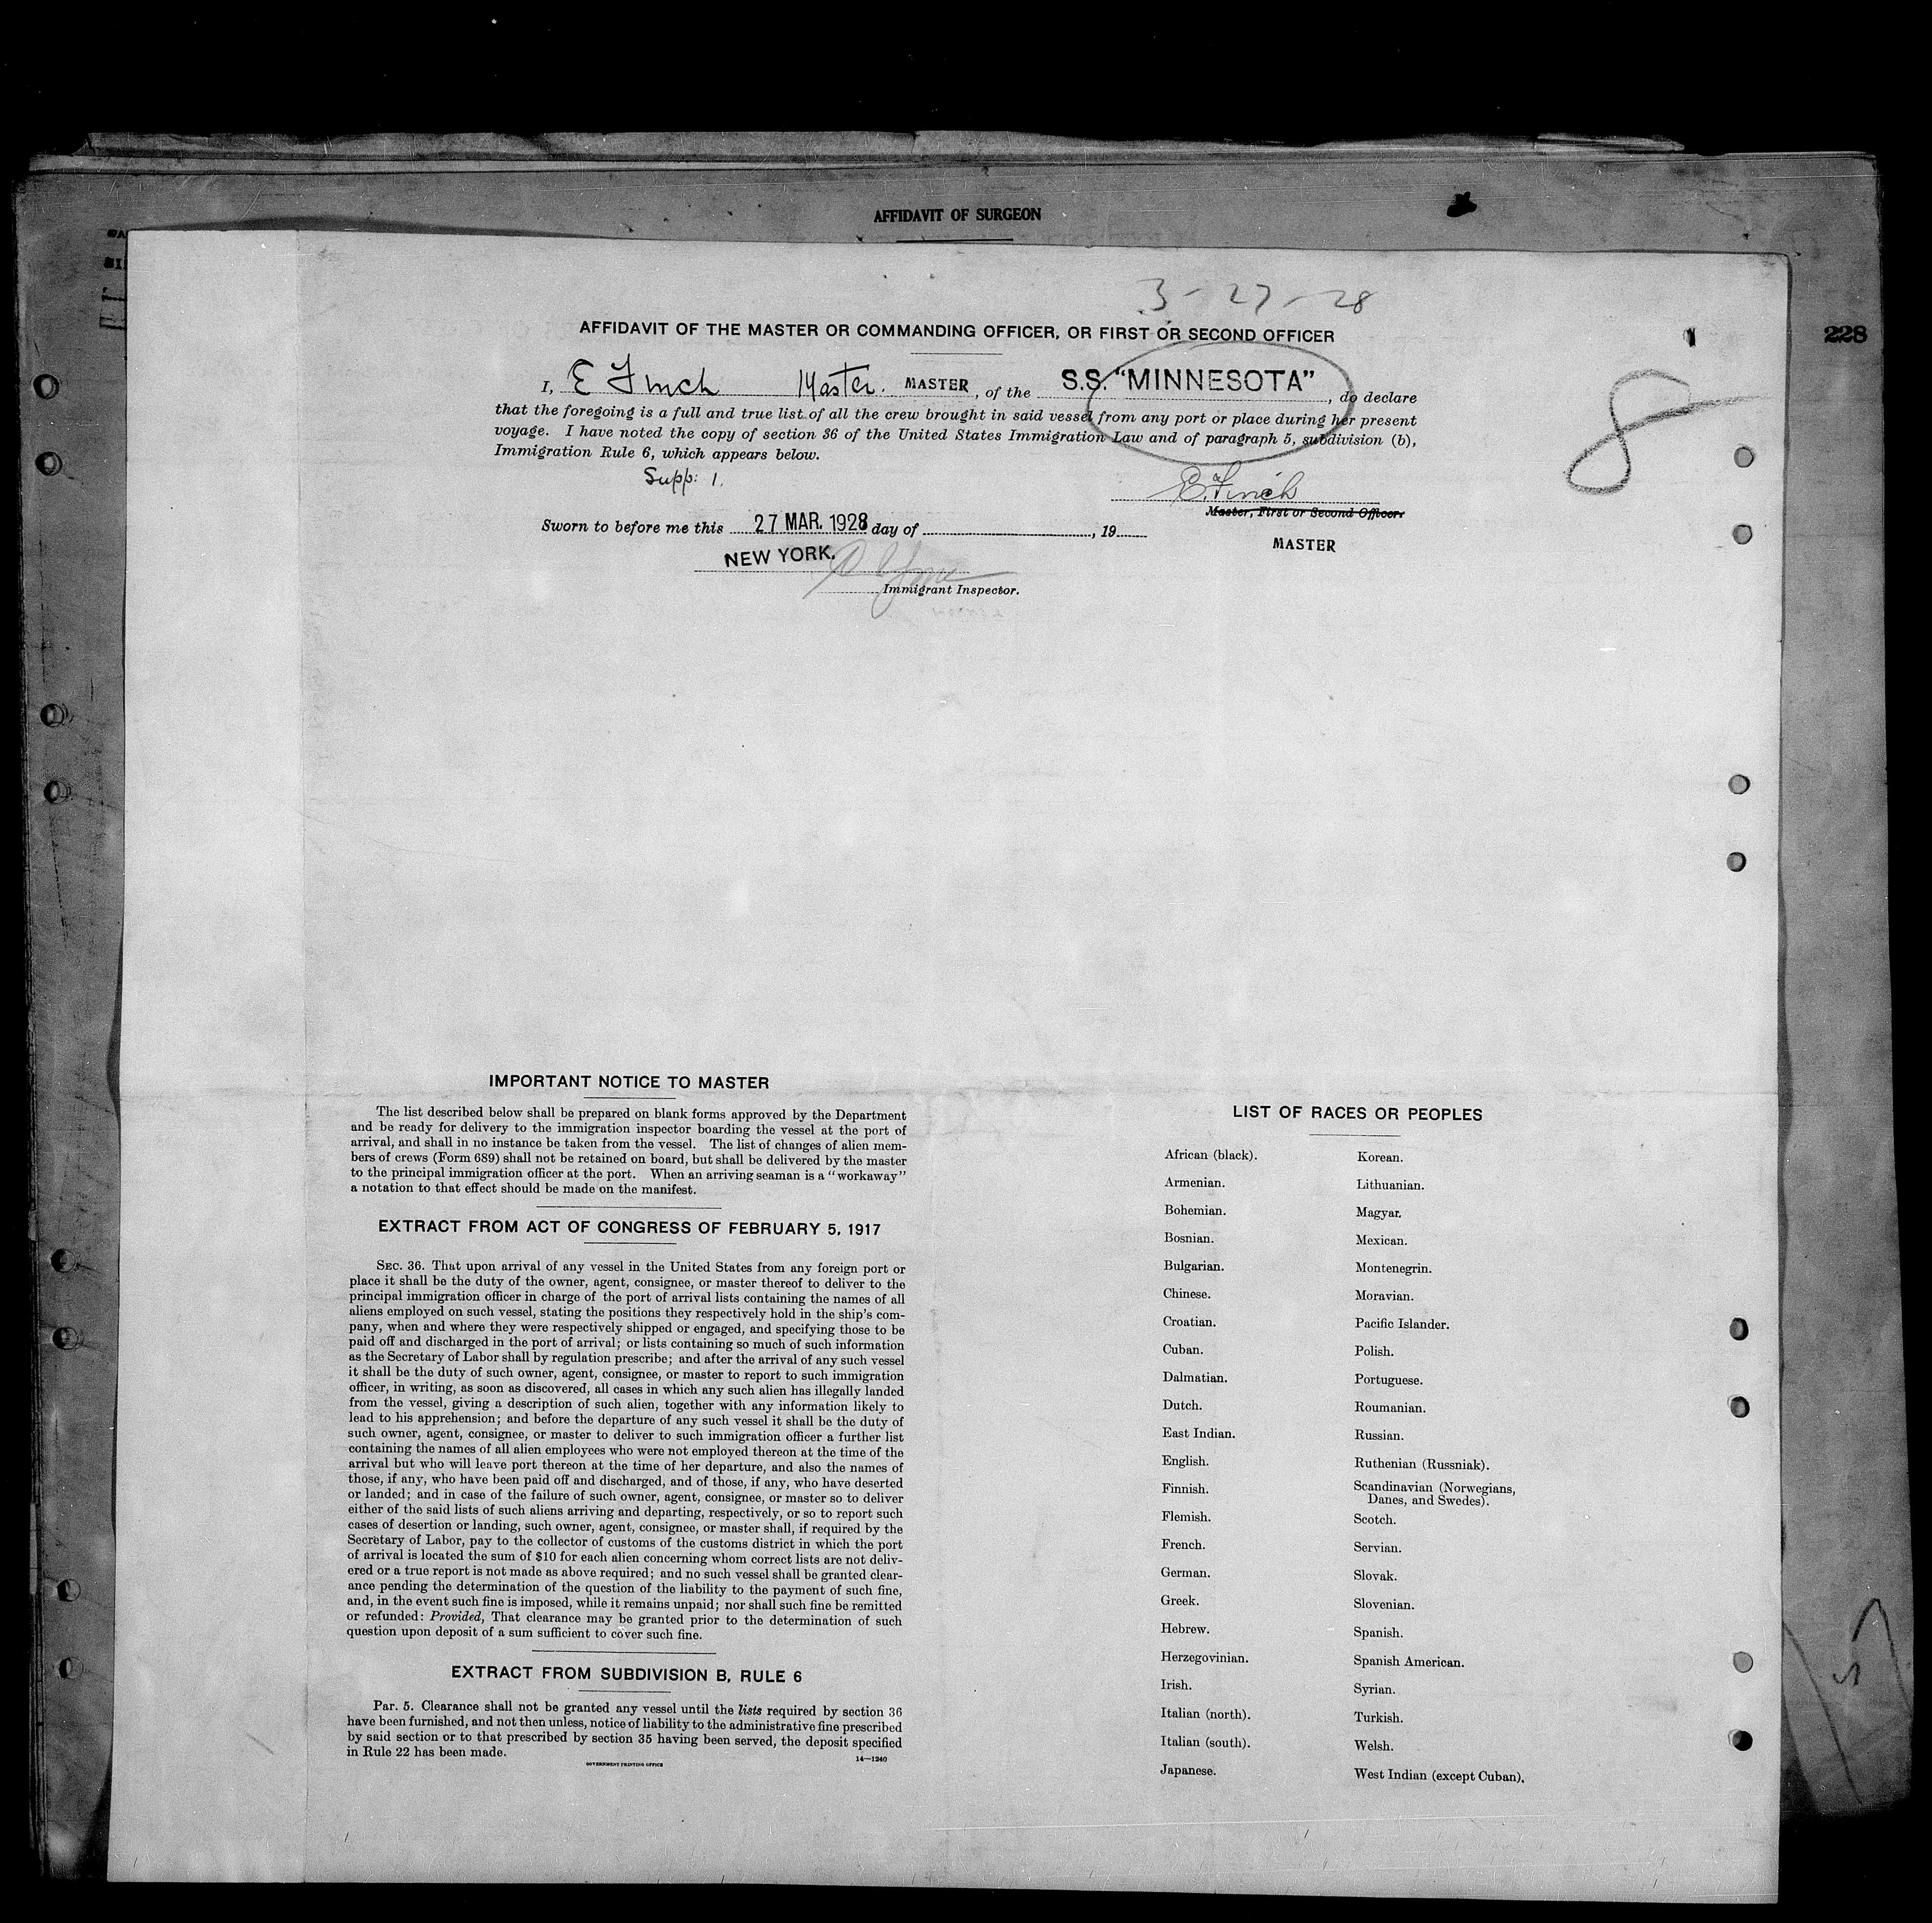 AFFIDAVIT OF SURGEON
3-27-28
AFFIDAVIT OF THE MASTER OR COMMANDING OFFICER, OR FIRST OR SECOND OFFICER
228
I, E Finch Master. MASTER, of the S.S. "MINNESOTA", do declare
that the foregoing is a full and true list of all the crew brought in said vessel from any port or place during her present
voyage. I have noted the copy of section 36 of the United States Immigration Law and of paragraph 5, subdivision (b),
Immigration Rule 6, which appears below.
8
Supp: 1.
E. Finch
Master, First or Second Officer.
Sworn to before me this 27 MAR. 1928 day of , 19
MASTER
NEW YORK.
Immigrant Inspector.
IMPORTANT NOTICE TO MASTER
The list described below shall be prepared on blank forms approved by the Department
and be ready for delivery to the immigration inspector boarding the vessel at the port of
arrival, and shall in no instance be taken from the vessel. The list of changes of alien mem-
bers of crews (Form 689) shall not be retained on board, but shall be delivered by the master
to the principal immigration officer at the port. When an arriving seaman is a "workaway"
a notation to that effect should be made on the manifest.
EXTRACT FROM ACT OF CONGRESS OF FEBRUARY 5, 1917
SEC. 36. That upon arrival of any vessel in the United States from any foreign port or
place it shall be the duty of the owner, agent, consignee, or master thereof to deliver to the
principal immigration officer in charge of the port of arrival lists containing the names of all
aliens employed on such vessel, stating the positions they respectively hold in the ship's com-
pany, when and where they were respectively shipped or engaged, and specifying those to be
paid off and discharged in the port of arrival; or lists containing so much of such information
as the Secretary of Labor shall by regulation prescribe; and after the arrival of any such vessel
it shall be the duty of such owner, agent, consignee, or master to report to such immigration
officer, in writing, as soon as discovered, all cases in which any such alien has illegally landed
from the vessel, giving a description of such alien, together with any information likely to
lead to his apprehension; and before the departure of any such vessel it shall be the duty of
such owner, agent, consignee, or master to deliver to such immigration officer a further list
containing the names of all alien employees who were not employed thereon at the time of the
arrival but who will leave port thereon at the time of her departure, and also the names of
those, if any, who have been paid off and discharged, and of those, if any, who have deserted
or landed; and in case of the failure of such owner, agent, consignee, or master so to deliver
either of the said lists of such aliens arriving and departing, respectively, or so to report such
cases of desertion or landing, such owner, agent, consignee, or master shall, if required by the
Secretary of Labor, pay to the collector of customs of the customs district in which the port
of arrival is located the sum of $10 for each alien concerning whom correct lists are not deliv-
ered or a true report is not made as above required; and no such vessel shall be granted clear-
ance pending the determination of the question of the liability to the payment of such fine,
and, in the event such fine is imposed, while it remains unpaid; nor shall such fine be remitted
or refunded: Provided, That clearance may be granted prior to the determination of such
question upon deposit of a sum sufficient to cover such fine.
EXTRACT FROM SUBDIVISION B, RULE 6
Par. 5. Clearance shall not be granted any vessel until the lists required by section 36
have been furnished, and not then unless, notice of liability to the administrative fine prescribed
by said section or to that prescribed by section 35 having been served, the deposit specified
in Rule 22 has been made.
GOVERNMENT PRINTING OFFICE 14—1240
LIST OF RACES OR PEOPLES
African (black).
Armenian.
Bohemian.
Bosnian.
Bulgarian.
Chinese.
Croatian.
Cuban.
Dalmatian.
Dutch.
East Indian.
English.
Finnish.
Flemish.
French.
German.
Greek.
Hebrew.
Herzegovinian.
Irish.
Italian (north).
Italian (south).
Japanese.
Korean.
Lithuanian.
Magyar.
Mexican.
Montenegrin.
Moravian.
Pacific Islander.
Polish.
Portuguese.
Roumanian.
Russian.
Ruthenian (Russniak).
Scandinavian (Norwegians,
Danes, and Swedes).
Scotch.
Servian.
Slovak.
Slovenian.
Spanish.
Spanish American.
Syrian.
Turkish.
Welsh.
West Indian (except Cuban).